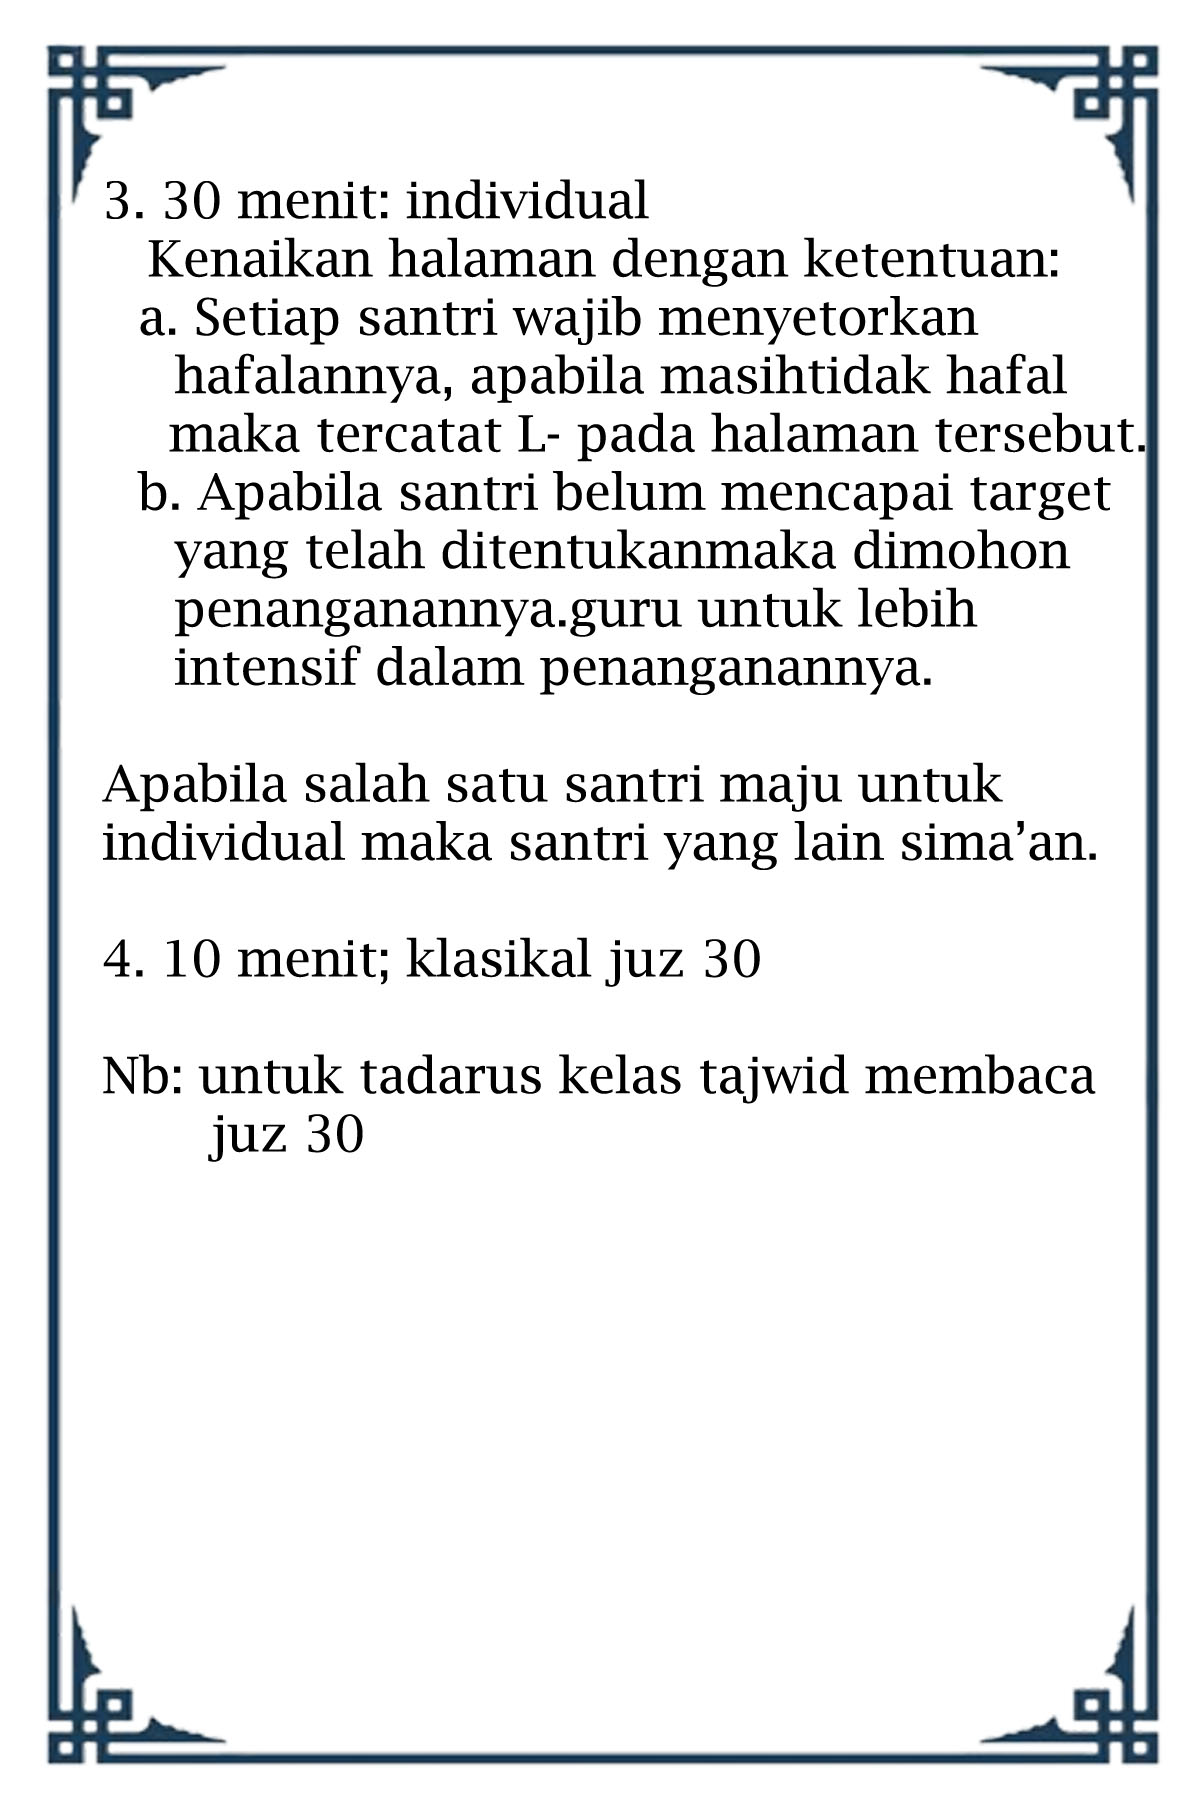 3. 30 menit: individual
Kenaikan halaman dengan ketentuan:
a. Setiap santri wajib menyetorkan
hafalannya, apabila masihtidak hafal
maka tercatat L- pada halaman tersebut.
b. Apabila santri belum mencapai target
yang telah ditentukanmaka dimohon
penanganannya.guru untuk lebih
intensif dalam penanganannya.
Apabila salah satu santri maju untuk
individual maka santri yang lain sima’an.
4. 10 menit; klasikal juz 30
Nb: untuk tadarus kelas tajwid membaca
juz 30